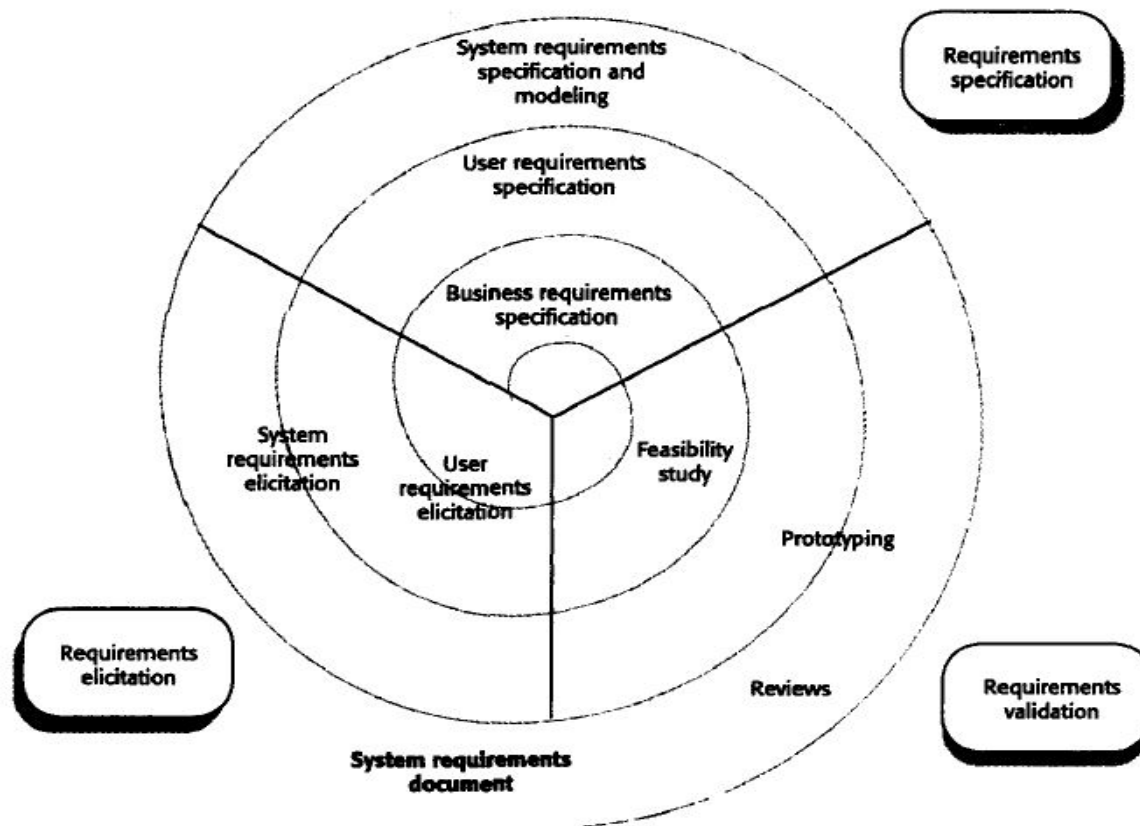 System requirements
specification and
modeling
Requirements
specification
User requirements
specification
Business requirements
specification
System
requirements
elicitation
User
requirements
elicitation
Feasibility
study
Prototyping
Requirements
elicitation
Reviews
Requirements
validation
System requirements
document